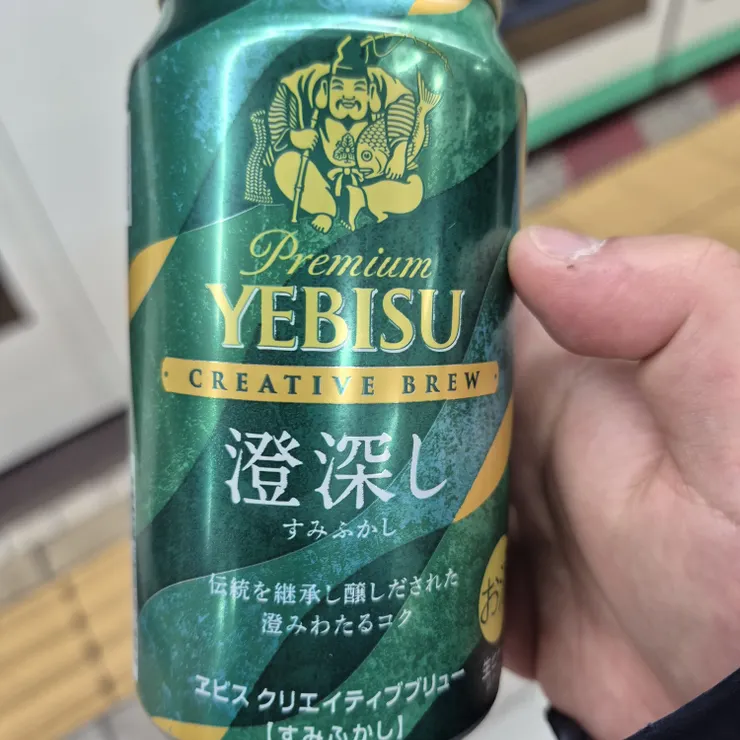 Premium
YEBISU
CREATIVE BREW
澄深し
すみふかし
伝統を継承し醸しだされた
澄みわたるコク
ヱビス クリエイティブブリュー
【すみふかし】
お